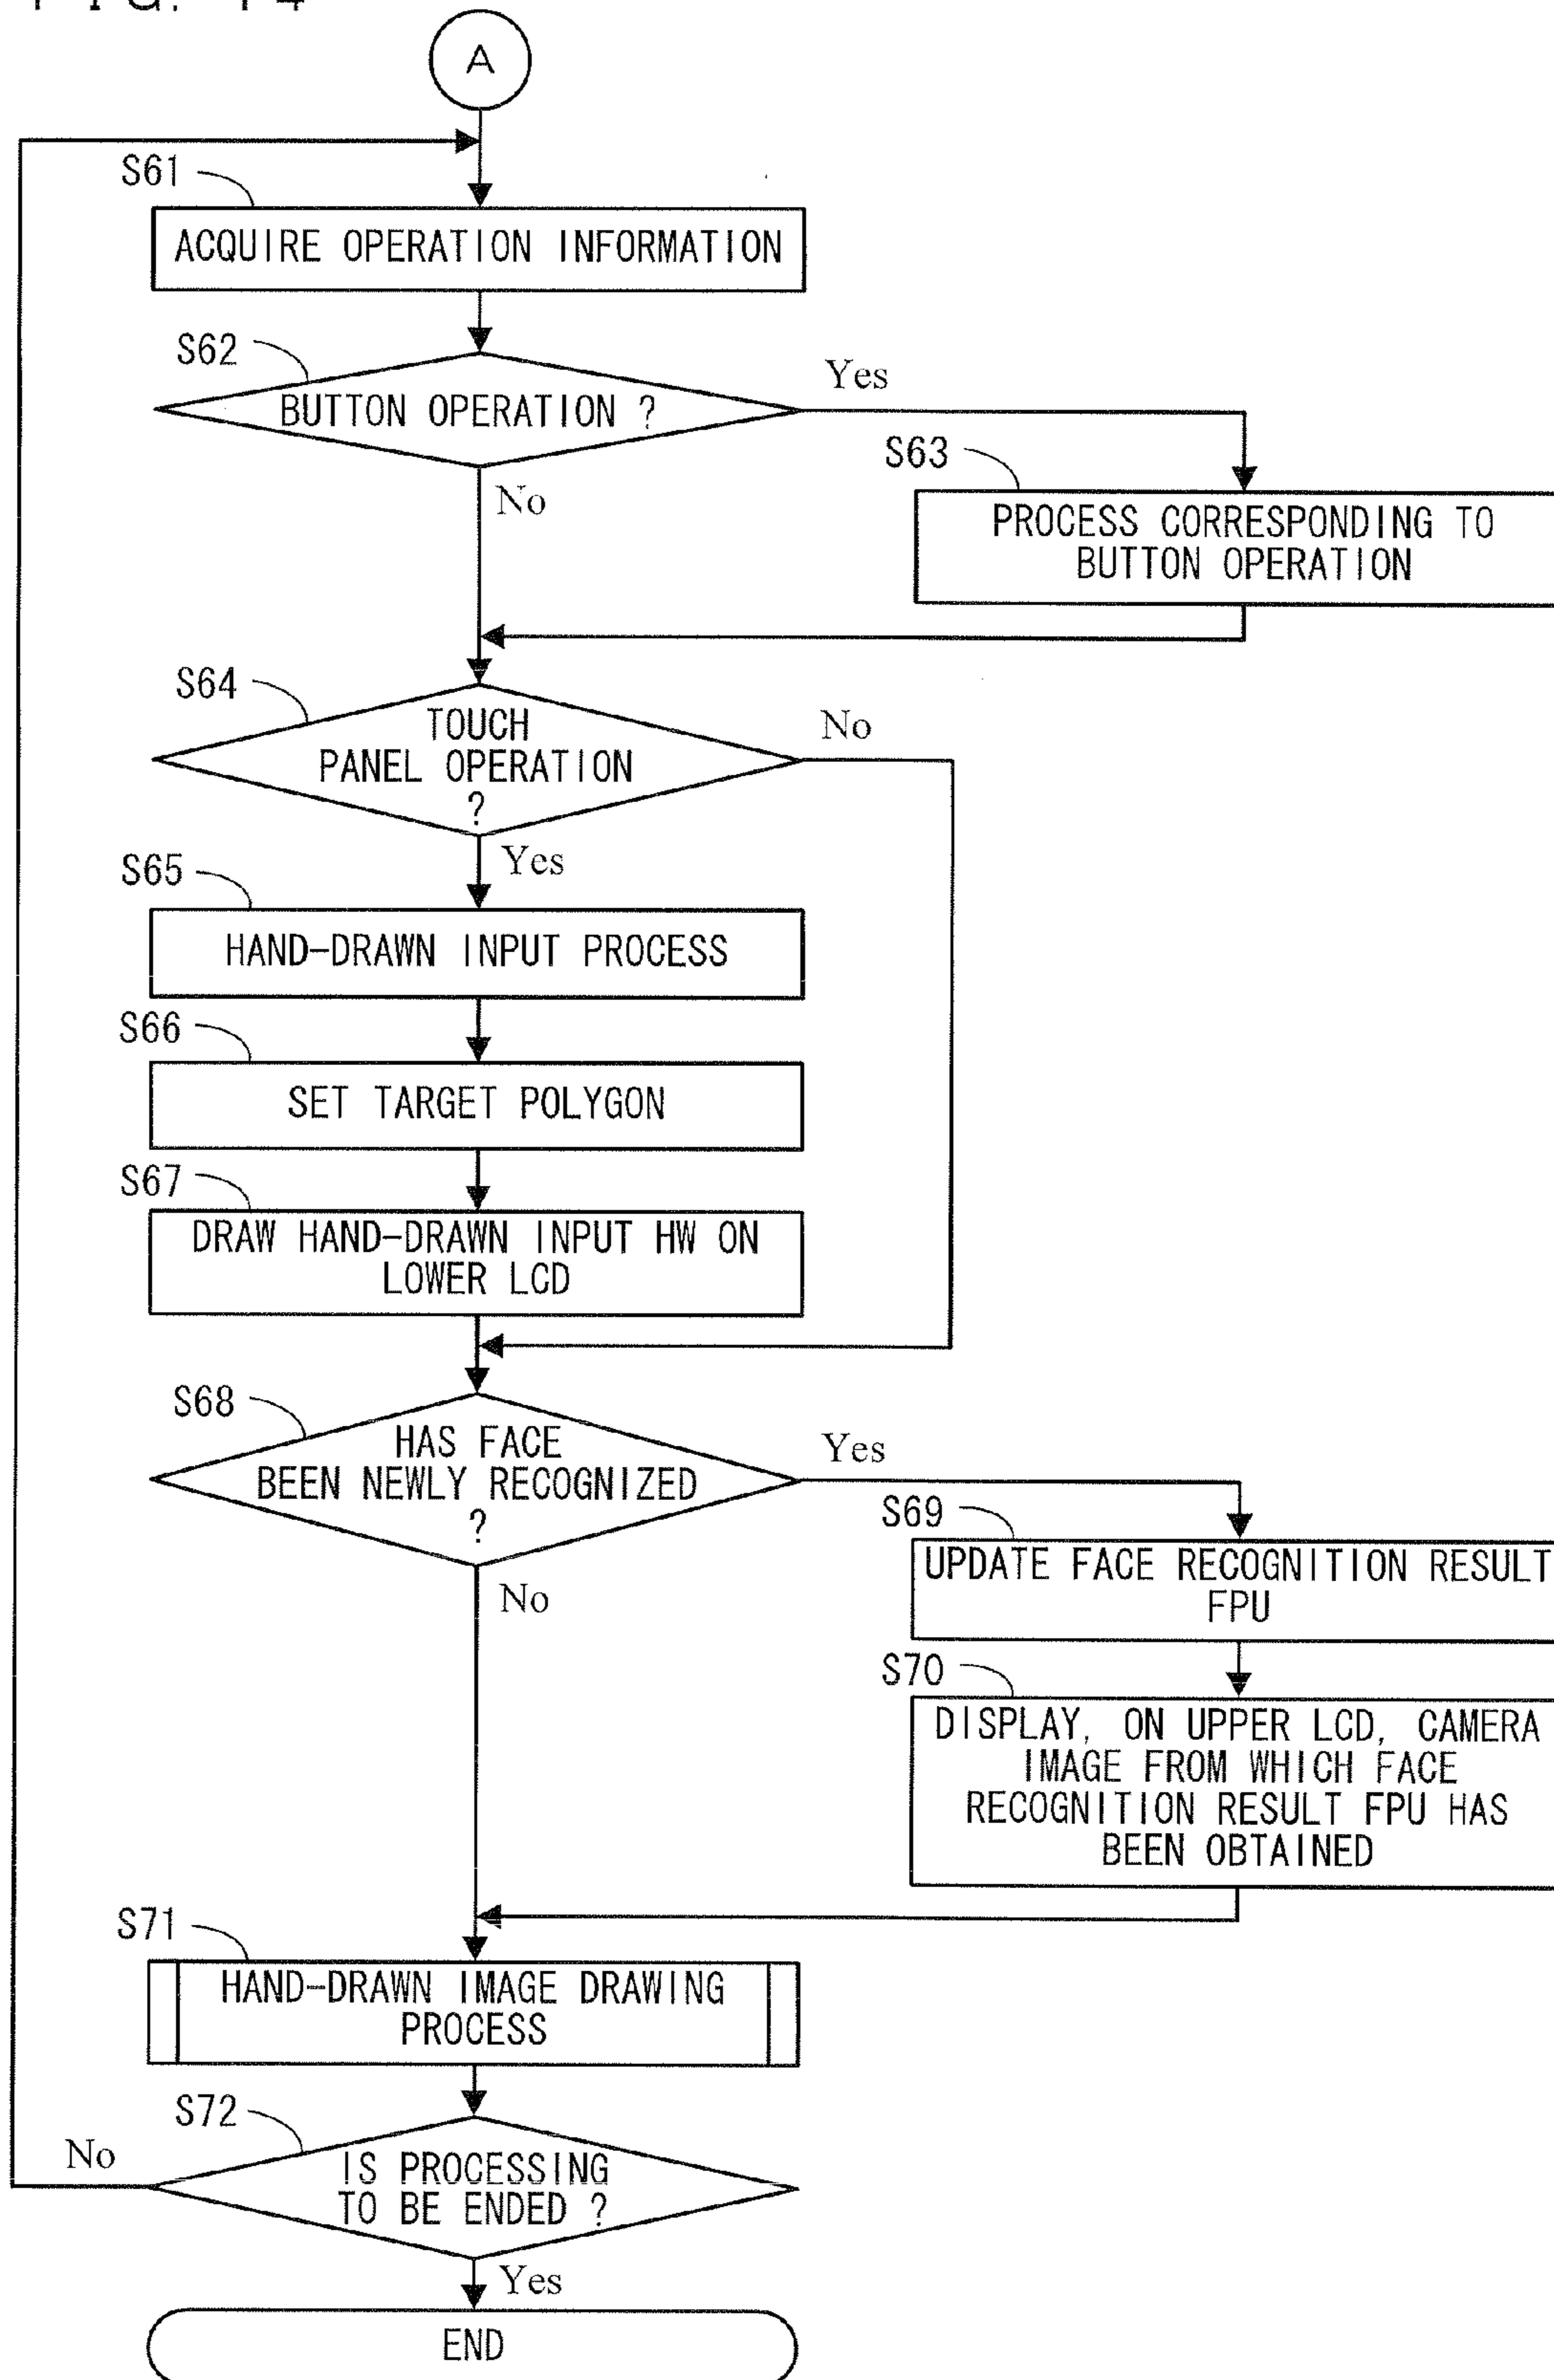 FIG. 14
A
S61
ACQUIRE OPERATION INFORMATION
S62
BUTTON OPERATION ?
Yes
No
S63
PROCESS CORRESPONDING TO
BUTTON OPERATION
S64
TOUCH
PANEL OPERATION
?
No
Yes
S65
HAND-DRAWN INPUT PROCESS
S66
SET TARGET POLYGON
S67
DRAW HAND-DRAWN INPUT HW ON
LOWER LCD
S68
HAS FACE
BEEN NEWLY RECOGNIZED
?
Yes
No
S69
UPDATE FACE RECOGNITION RESULT
FPU
S70
DISPLAY, ON UPPER LCD, CAMERA
IMAGE FROM WHICH FACE
RECOGNITION RESULT FPU HAS
BEEN OBTAINED
S71
HAND-DRAWN IMAGE DRAWING
PROCESS
S72
IS PROCESSING
TO BE ENDED ?
No
Yes
END